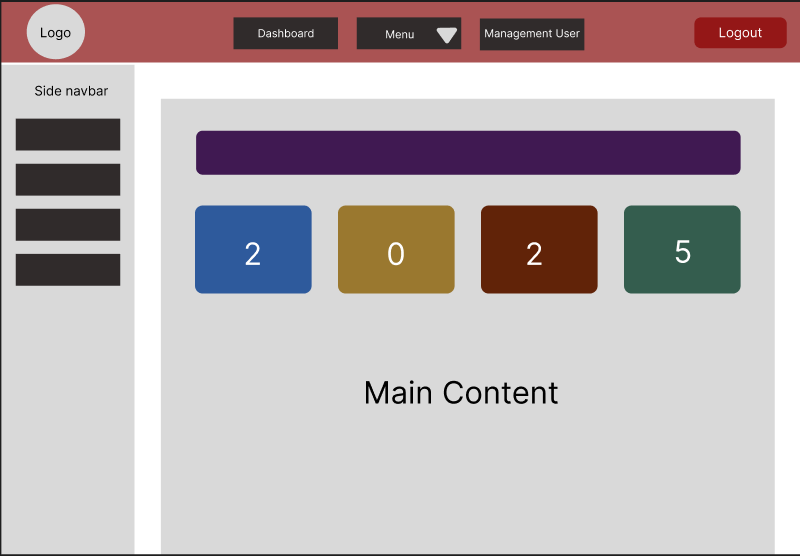 Logo
Dashboard
Menu
Management User
Logout
Side navbar
2
0
2
5
Main Content